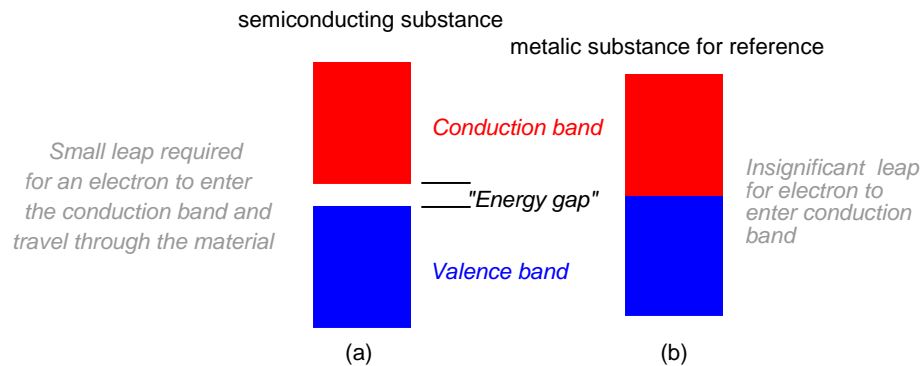 semiconducting substance
metalic substance for reference
Small leap required
for an electron to enter
the conduction band and
travel through the material
Conduction band
"Energy gap"
Valence band
Insignificant leap
for electron to
enter conduction
band
(a)
(b)